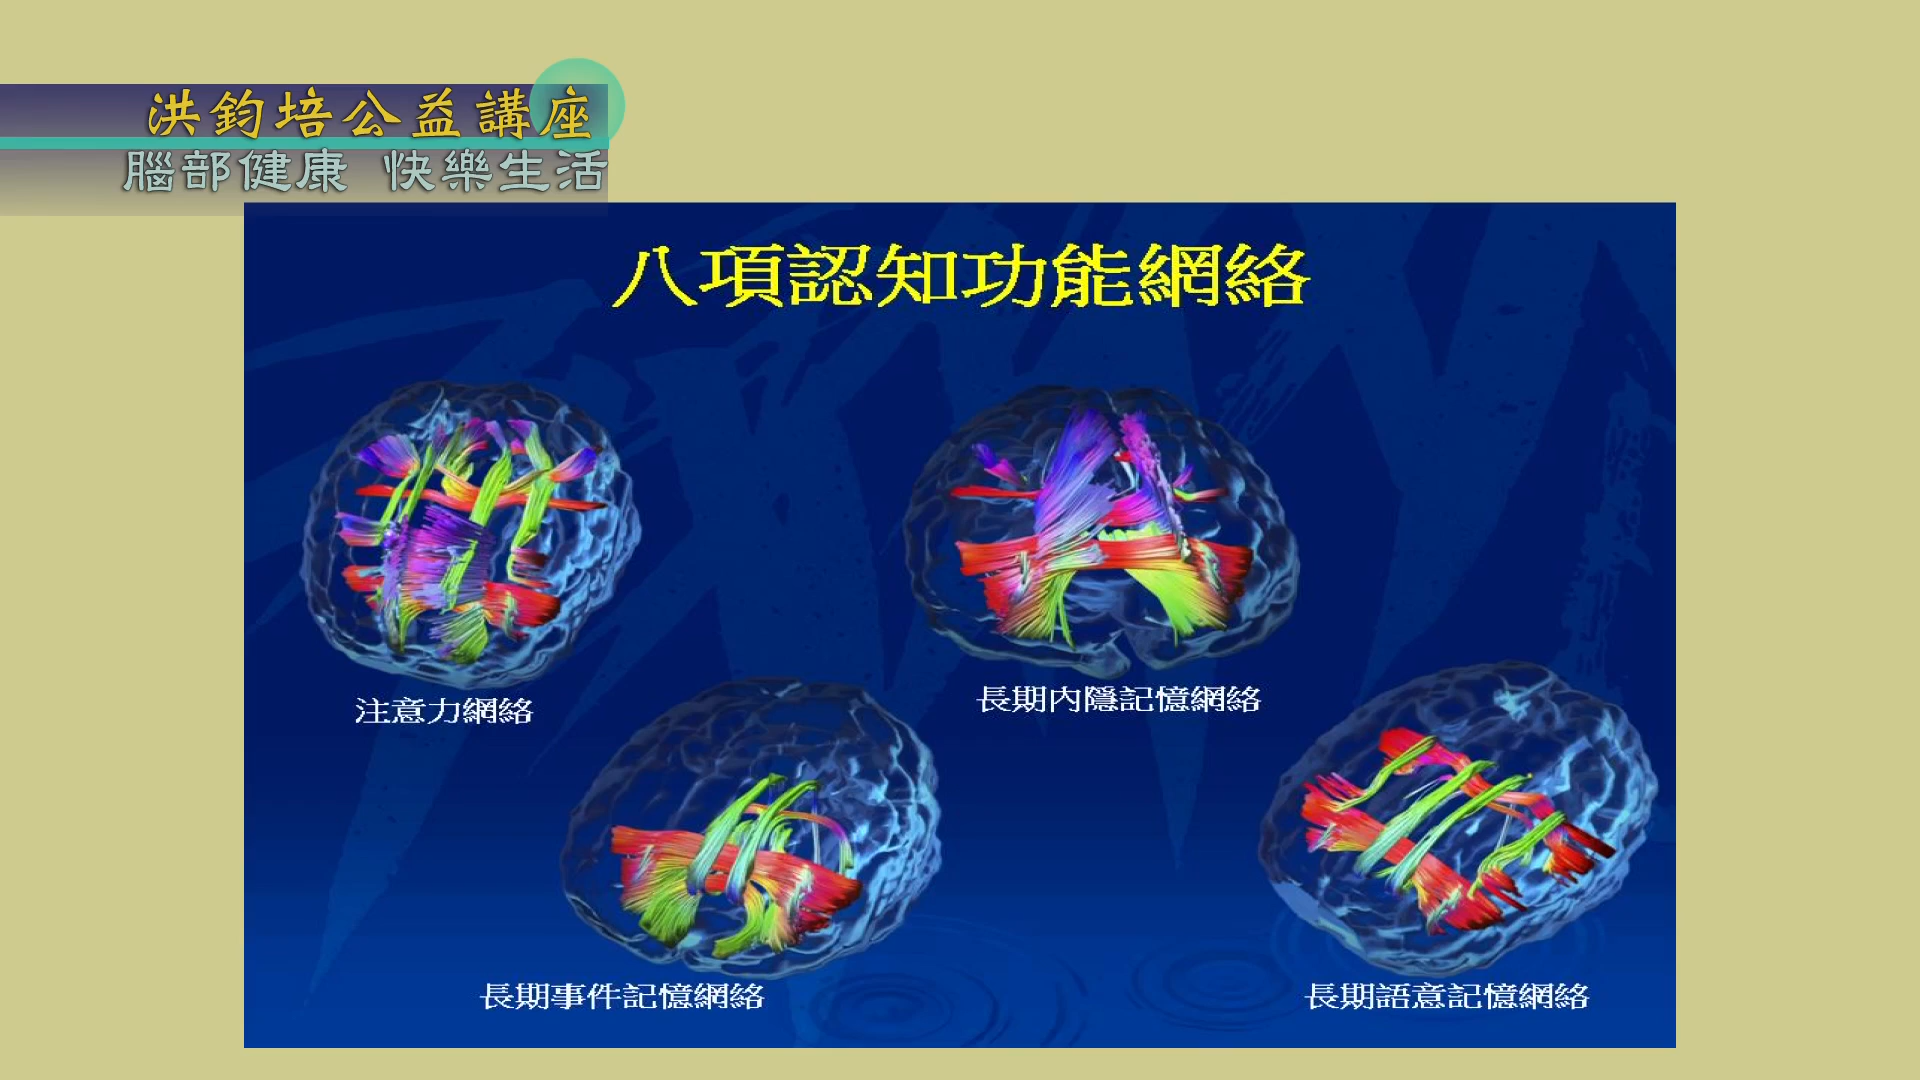 洪鈞培公益講座
腦部健康 快樂生活
八項認知功能網絡
注意力網絡
長期內隱記憶網絡
長期事件記憶網絡
長期語意記憶網絡